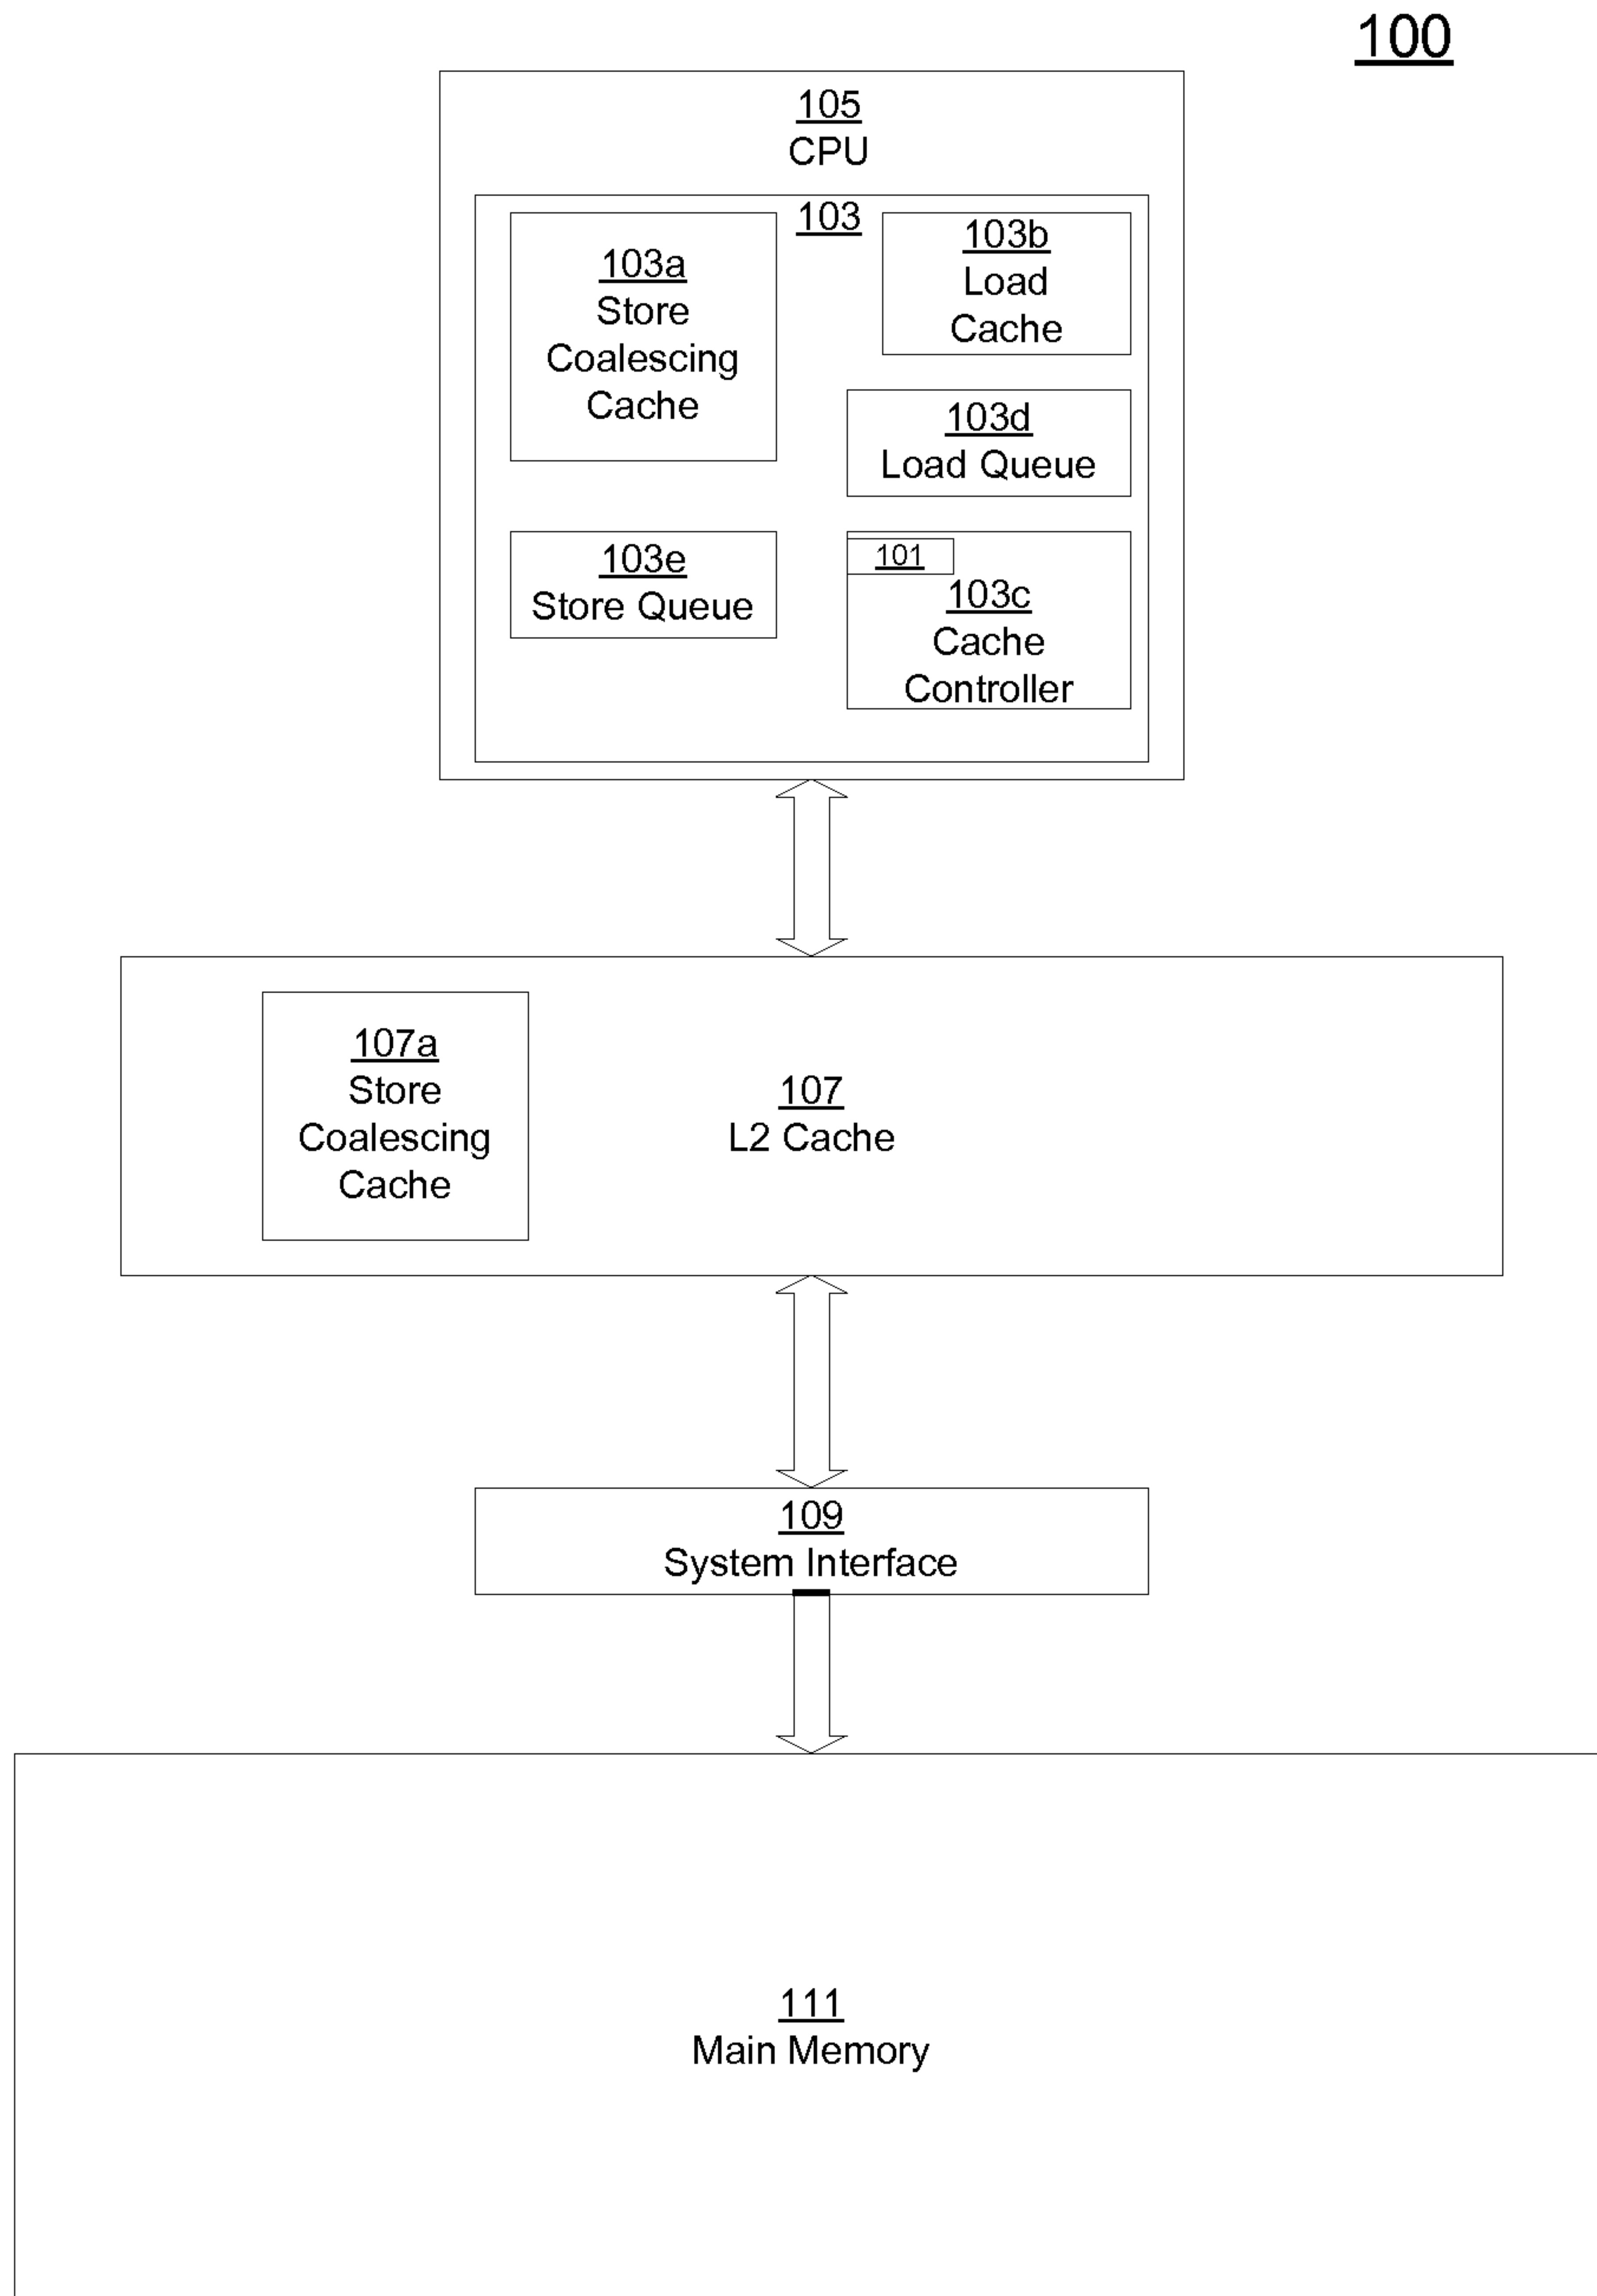 100
105
CPU
103
103a
Store
Coalescing
Cache
103b
Load
Cache
103d
Load Queue
103e
Store Queue
101
103c
Cache
Controller
107a
Store
Coalescing
Cache
107
L2 Cache
109
System Interface
111
Main Memory